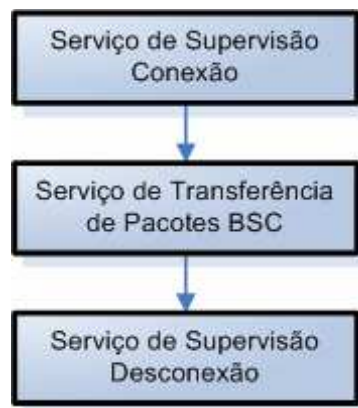 Serviço de Supervisão
Conexão
Serviço de Transferência
de Pacotes BSC
Serviço de Supervisão
Desconexão